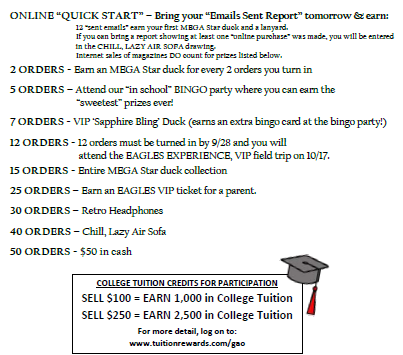 ONLINE “QUICK START” – Bring your “Emails Sent Report” tomorrow & earn:
12 “sent emails” earn your first MEGA Star duck and a lanyard.
If you can bring a report showing at least one “online purchase” was made, you will be entered
in the CHILL, LAZY AIR SOFA drawing.
Internet sales of magazines DO count for prizes listed below.
2 ORDERS - Earn an MEGA Star duck for every 2 orders you turn in
5 ORDERS – Attend our “in school” BINGO party where you can earn the
“sweetest” prizes ever!
7 ORDERS - VIP ‘Sapphire Bling’ Duck (earns an extra bingo card at the bingo party!)
12 ORDERS - 12 orders must be turned in by 9/28 and you will
attend the EAGLES EXPERIENCE, VIP field trip on 10/17.
15 ORDERS - Entire MEGA Star duck collection
25 ORDERS – Earn an EAGLES VIP ticket for a parent.
30 ORDERS – Retro Headphones
40 ORDERS – Chill, Lazy Air Sofa
50 ORDERS - $50 in cash
COLLEGE TUITION CREDITS FOR PARTICIPATION
SELL $100 = EARN 1,000 in College Tuition
SELL $250 = EARN 2,500 in College Tuition
For more detail, log on to:
www.tuitionrewards.com/gao